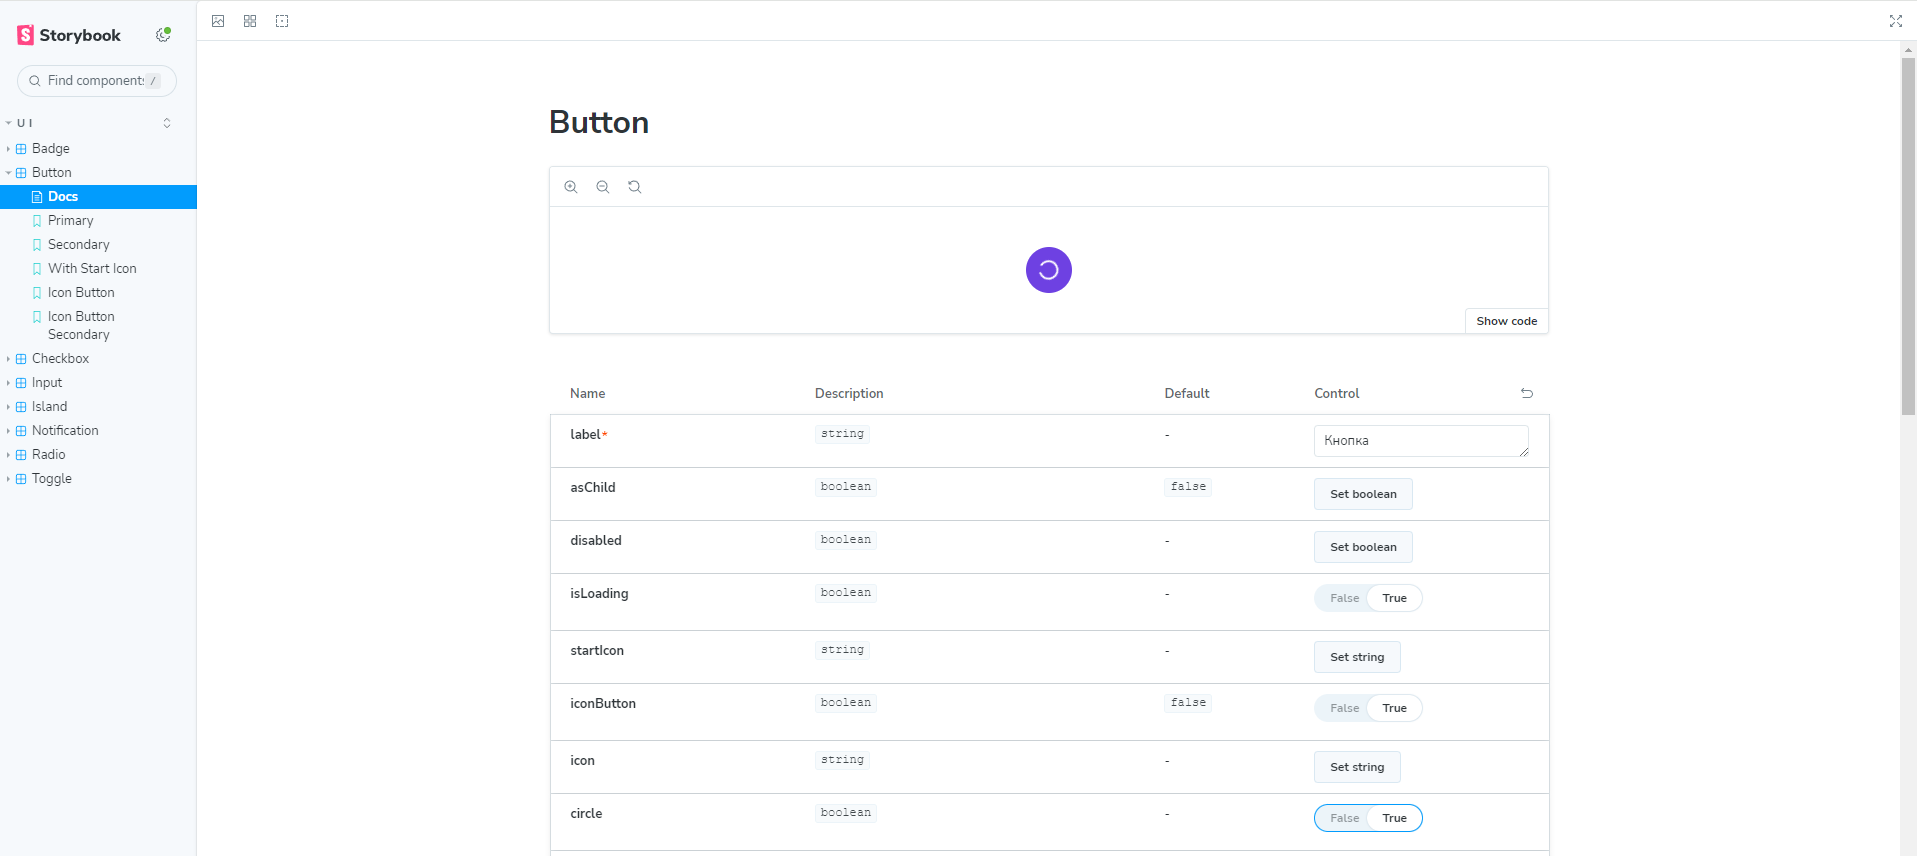 Storybook
Find components /
UI
Badge
Button
Docs
Primary
Secondary
With Start Icon
Icon Button
Icon Button
Secondary
Checkbox
Input
Island
Notification
Radio
Toggle
Button
Show code
Name Description Default Control
label* string - Кнопка
asChild boolean false Set boolean
disabled boolean - Set boolean
isLoading boolean - False True
startIcon string - Set string
iconButton boolean false False True
icon string - Set string
circle boolean - False True